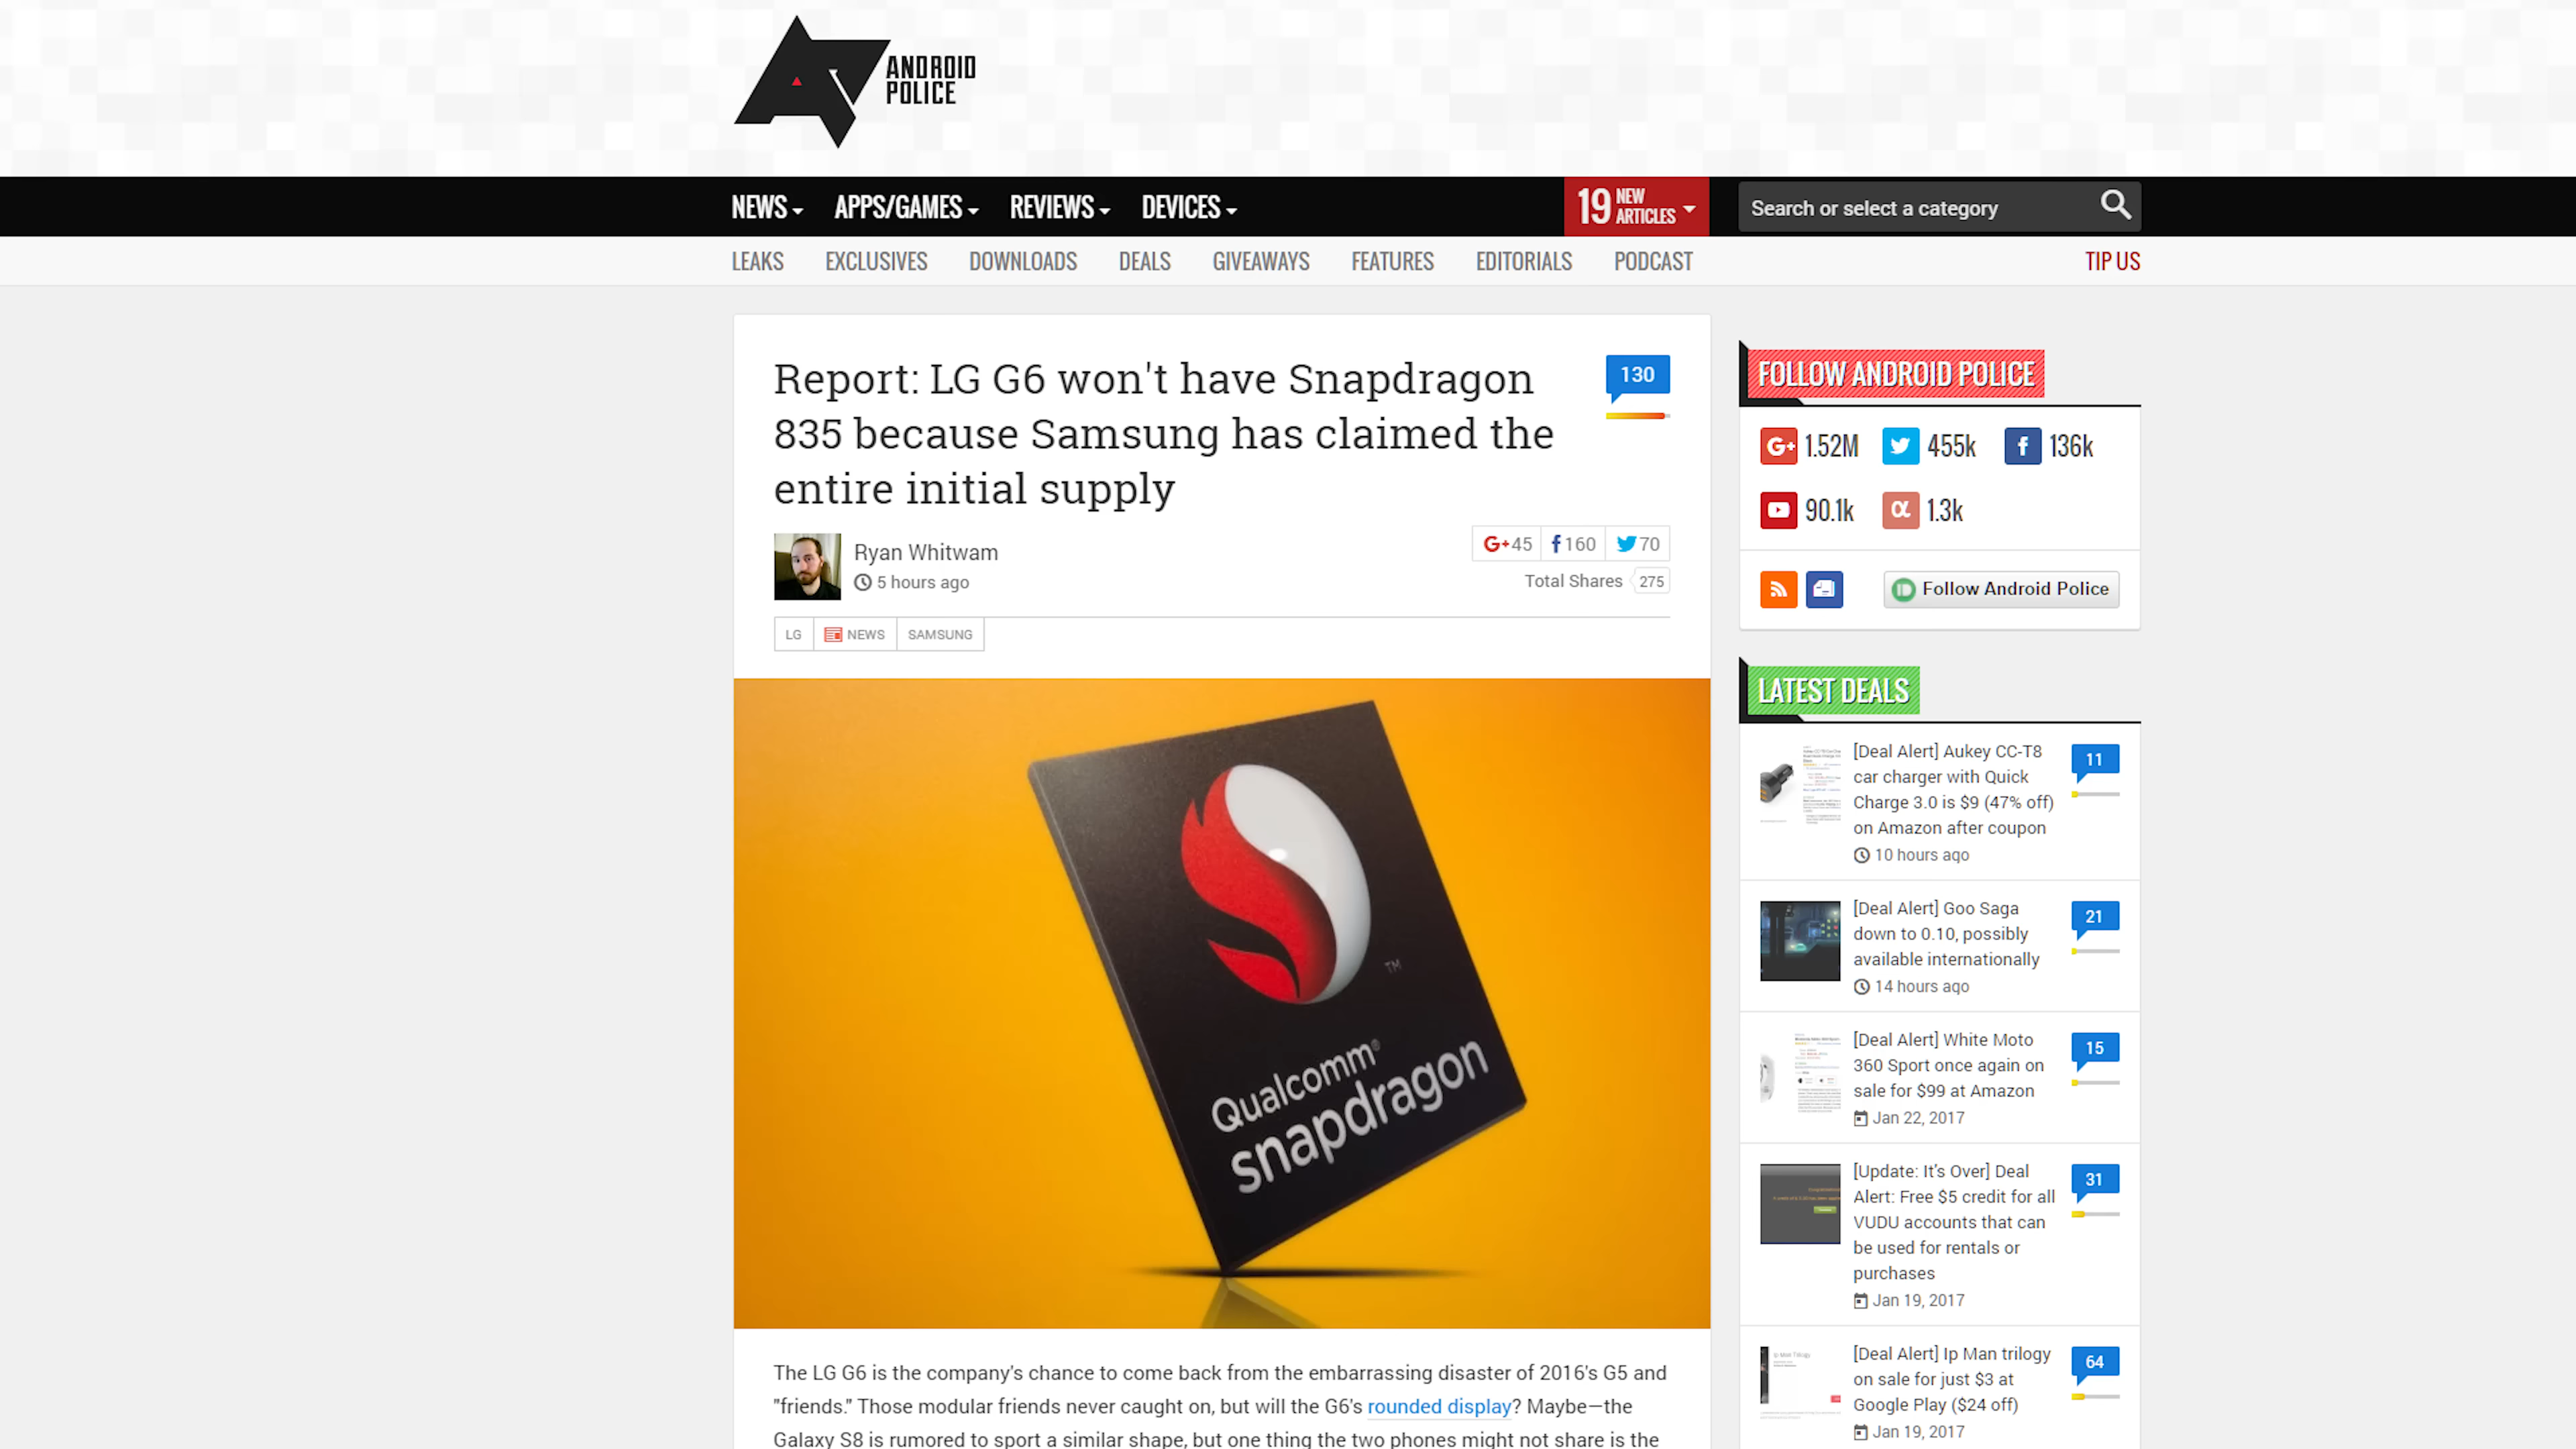 ANDROID
POLICE
NEWS
APPS/GAMES
REVIEWS
DEVICES
19 NEW ARTICLES
Search or select a category
LEAKS
EXCLUSIVES
DOWNLOADS
DEALS
GIVEAWAYS
FEATURES
EDITORIALS
PODCAST
TIP US
Report: LG G6 won't have Snapdragon
835 because Samsung has claimed the
entire initial supply
130
Ryan Whitwam
5 hours ago
G+ 45
f 160
70
Total Shares 275
LG
NEWS
SAMSUNG
Qualcomm®
snapdragon
TM
The LG G6 is the company's chance to come back from the embarrassing disaster of 2016's G5 and
"friends." Those modular friends never caught on, but will the G6's rounded display? Maybe—the
Galaxy S8 is rumored to sport a similar shape, but one thing the two phones might not share is the
FOLLOW ANDROID POLICE
G+ 1.52M
455k
f 136k
90.1k
α 1.3k
Follow Android Police
LATEST DEALS
[Deal Alert] Aukey CC-T8
car charger with Quick
Charge 3.0 is $9 (47% off)
on Amazon after coupon
10 hours ago
11
[Deal Alert] Goo Saga
down to 0.10, possibly
available internationally
14 hours ago
21
[Deal Alert] White Moto
360 Sport once again on
sale for $99 at Amazon
Jan 22, 2017
15
[Update: It's Over] Deal
Alert: Free $5 credit for all
VUDU accounts that can
be used for rentals or
purchases
Jan 19, 2017
31
Ip Man Trilogy
[Deal Alert] Ip Man trilogy
on sale for just $3 at
Google Play ($24 off)
Jan 19, 2017
64